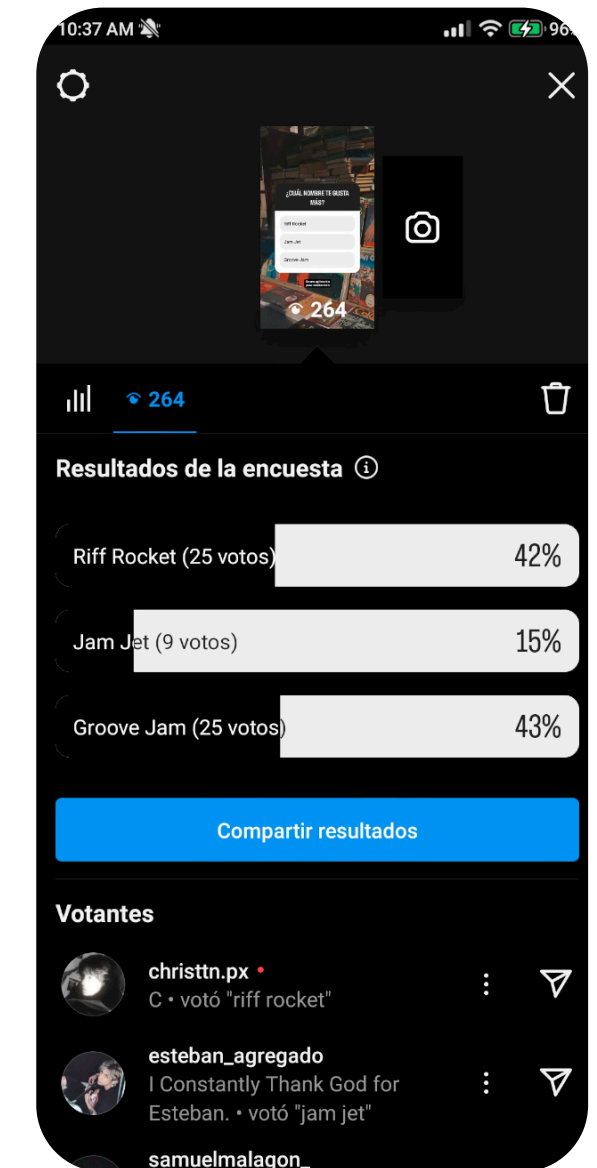 10:37 AM
96
¿CUÁL NOMBRE TE GUSTA
MÁS?
Riff Rocket
Jam Jet
Groove Jam
264
264
Resultados de la encuesta
Riff Rocket (25 votos)
42%
Jam Jet (9 votos)
15%
Groove Jam (25 votos)
43%
Compartir resultados
Votantes
christtn.px •
C • votó "riff rocket"
esteban_agregado
I Constantly Thank God for
Esteban. • votó "jam jet"
samuelmalagon_